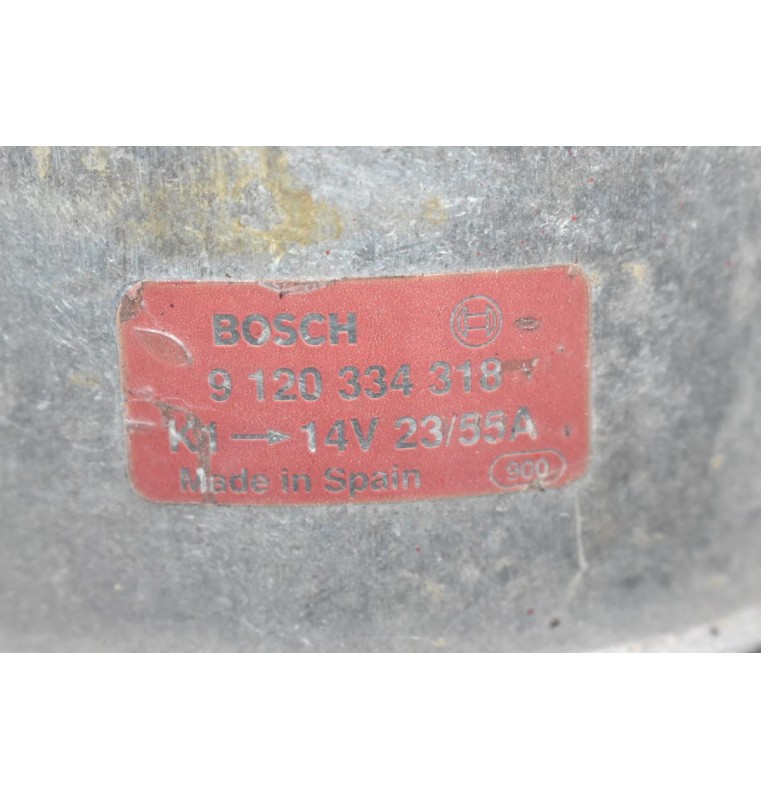 BOSCH
9 120 334 318
K1 → 14V 23/55A
Made in Spain
900